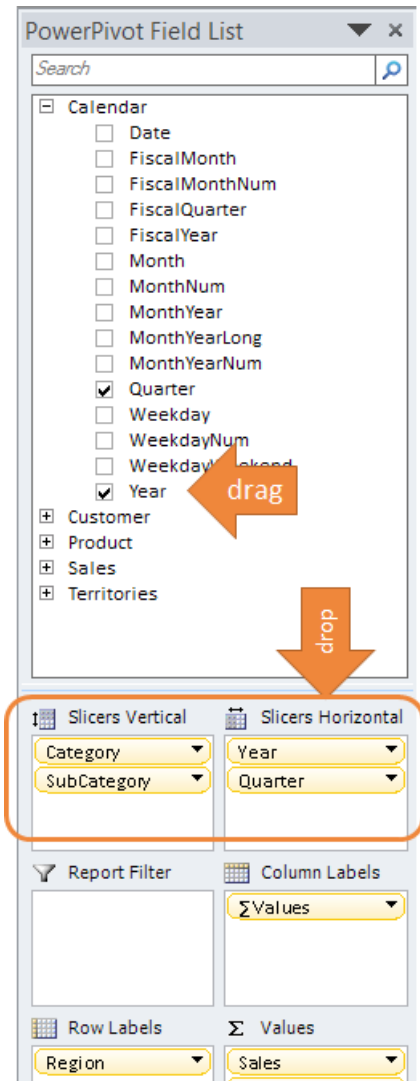 PowerPivot Field List
Search
Calendar
Date
FiscalMonth
FiscalMonthNum
FiscalQuarter
FiscalYear
Month
MonthNum
MonthYear
MonthYearLong
MonthYearNum
Quarter
Weekday
WeekdayNum
WeekdayWeekend
Year
drag
Customer
Product
Sales
Territories
drop
Slicers Vertical Slicers Horizontal
Category Year
SubCategory Quarter
Report Filter Column Labels
ΣValues
Row Labels Σ Values
Region Sales